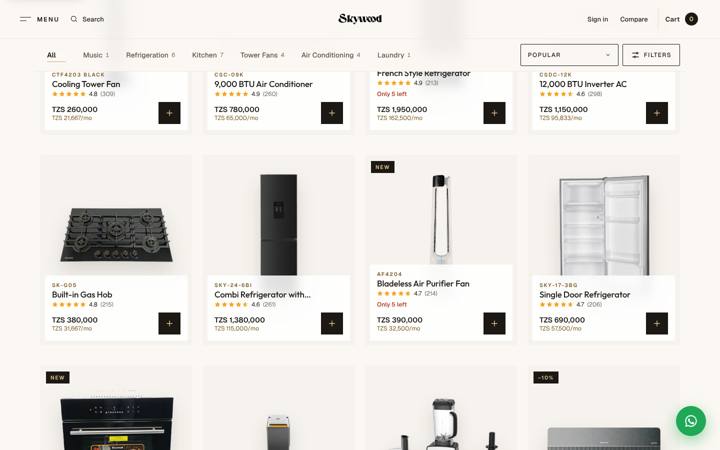 MENU
Search
Skywood
Sign in
Compare
Cart 0
All
Music 1
Refrigeration 6
Kitchen 7
Tower Fans 4
Air Conditioning 4
Laundry 1
POPULAR
FILTERS
CTF4203 BLACK
Cooling Tower Fan
4.8 (309)
TZS 260,000
TZS 21,667/mo
+
CSC-09K
9,000 BTU Air Conditioner
4.9 (260)
TZS 780,000
TZS 65,000/mo
+
French Style Refrigerator
4.9 (213)
Only 5 left
TZS 1,950,000
TZS 162,500/mo
+
CSDC-12K
12,000 BTU Inverter AC
4.6 (298)
TZS 1,150,000
TZS 95,833/mo
+
SK-G05
Built-in Gas Hob
4.8 (215)
TZS 380,000
TZS 31,667/mo
+
SKY-24-6BI
Combi Refrigerator with...
4.6 (261)
TZS 1,380,000
TZS 115,000/mo
+
NEW
AF4204
Bladeless Air Purifier Fan
4.7 (214)
Only 5 left
TZS 390,000
TZS 32,500/mo
+
SKY-17-3BG
Single Door Refrigerator
4.7 (206)
TZS 690,000
TZS 57,500/mo
+
NEW
-10%